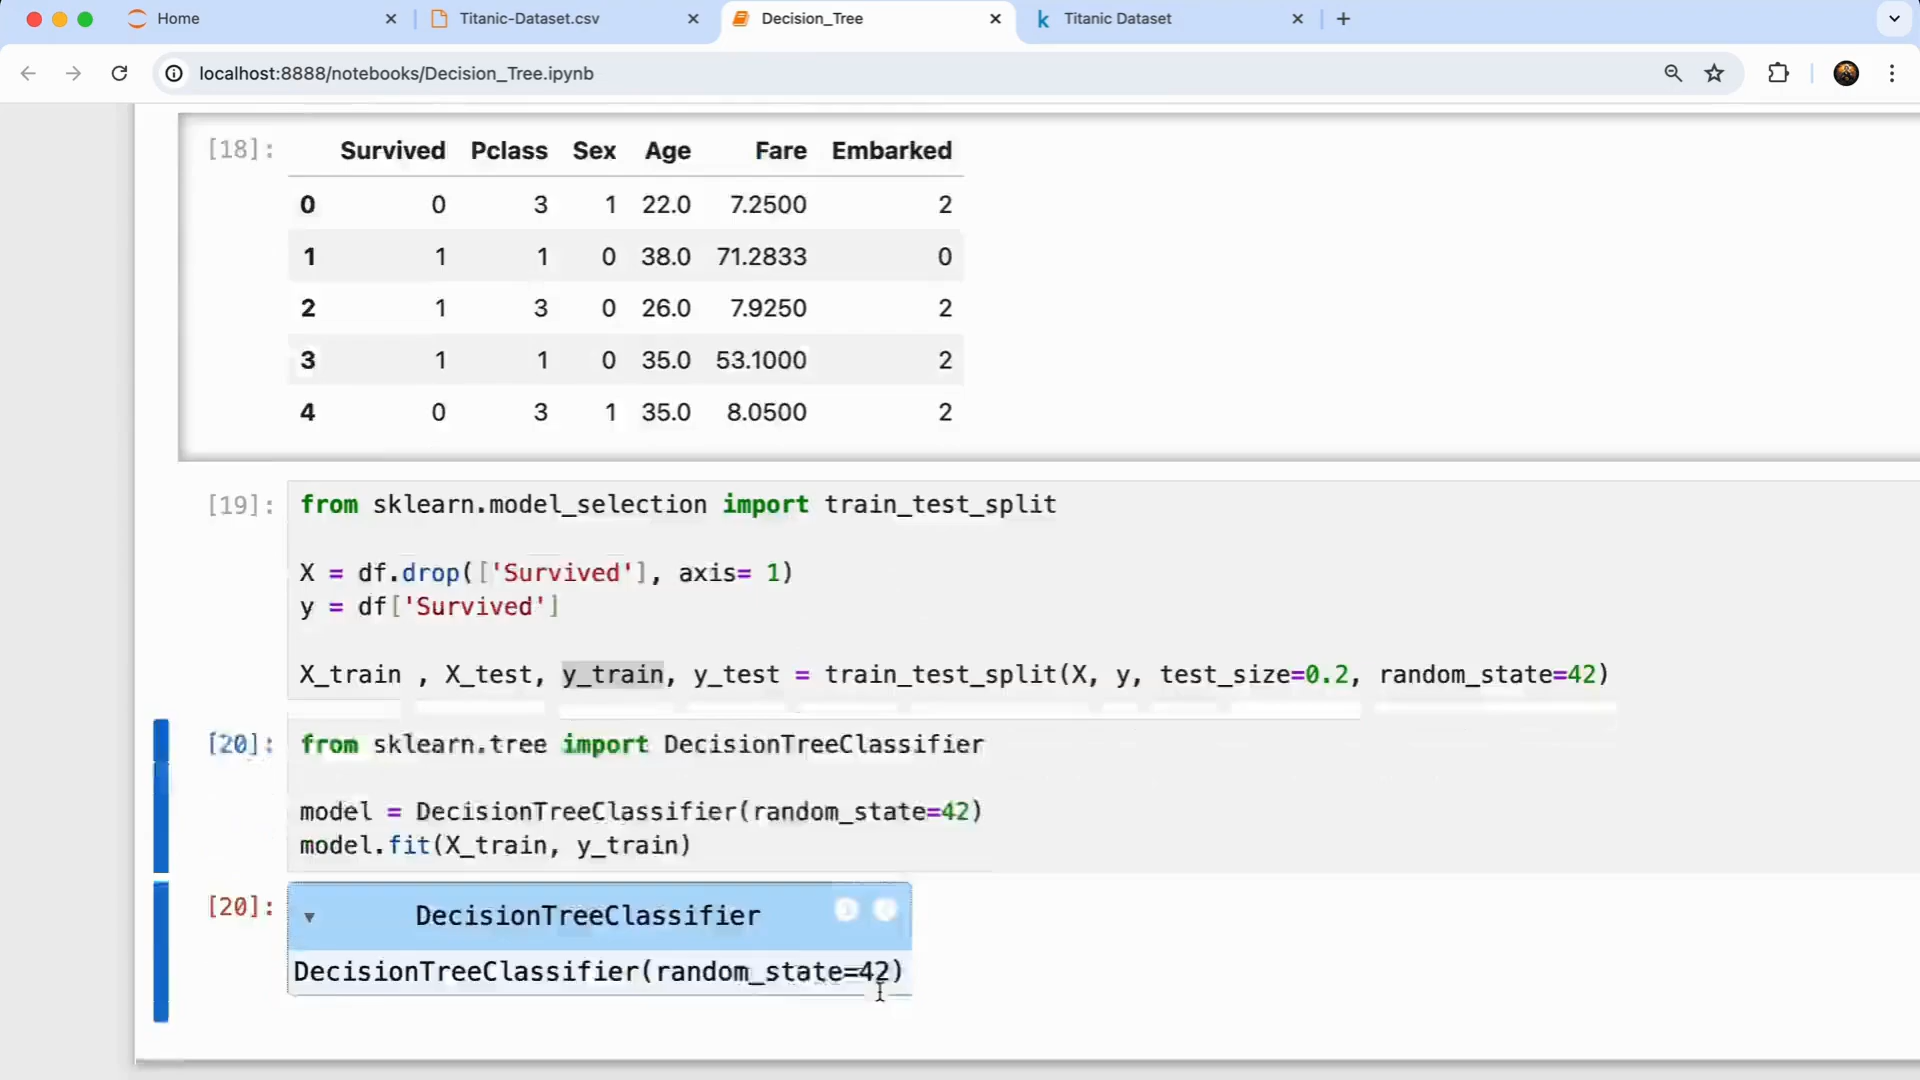 Home
Titanic-Dataset.csv
Decision_Tree
Titanic Dataset
localhost:8888/notebooks/Decision_Tree.ipynb
[18]:
Survived Pclass Sex Age Fare Embarked
0 0 3 1 22.0 7.2500 2
1 1 1 0 38.0 71.2833 0
2 1 3 0 26.0 7.9250 2
3 1 1 0 35.0 53.1000 2
4 0 3 1 35.0 8.0500 2
[19]: from sklearn.model_selection import train_test_split
X = df.drop(['Survived'], axis= 1)
y = df['Survived']
X_train , X_test, y_train, y_test = train_test_split(X, y, test_size=0.2, random_state=42)
[20]: from sklearn.tree import DecisionTreeClassifier
model = DecisionTreeClassifier(random_state=42)
model.fit(X_train, y_train)
[20]: ▼ DecisionTreeClassifier
DecisionTreeClassifier(random_state=42)